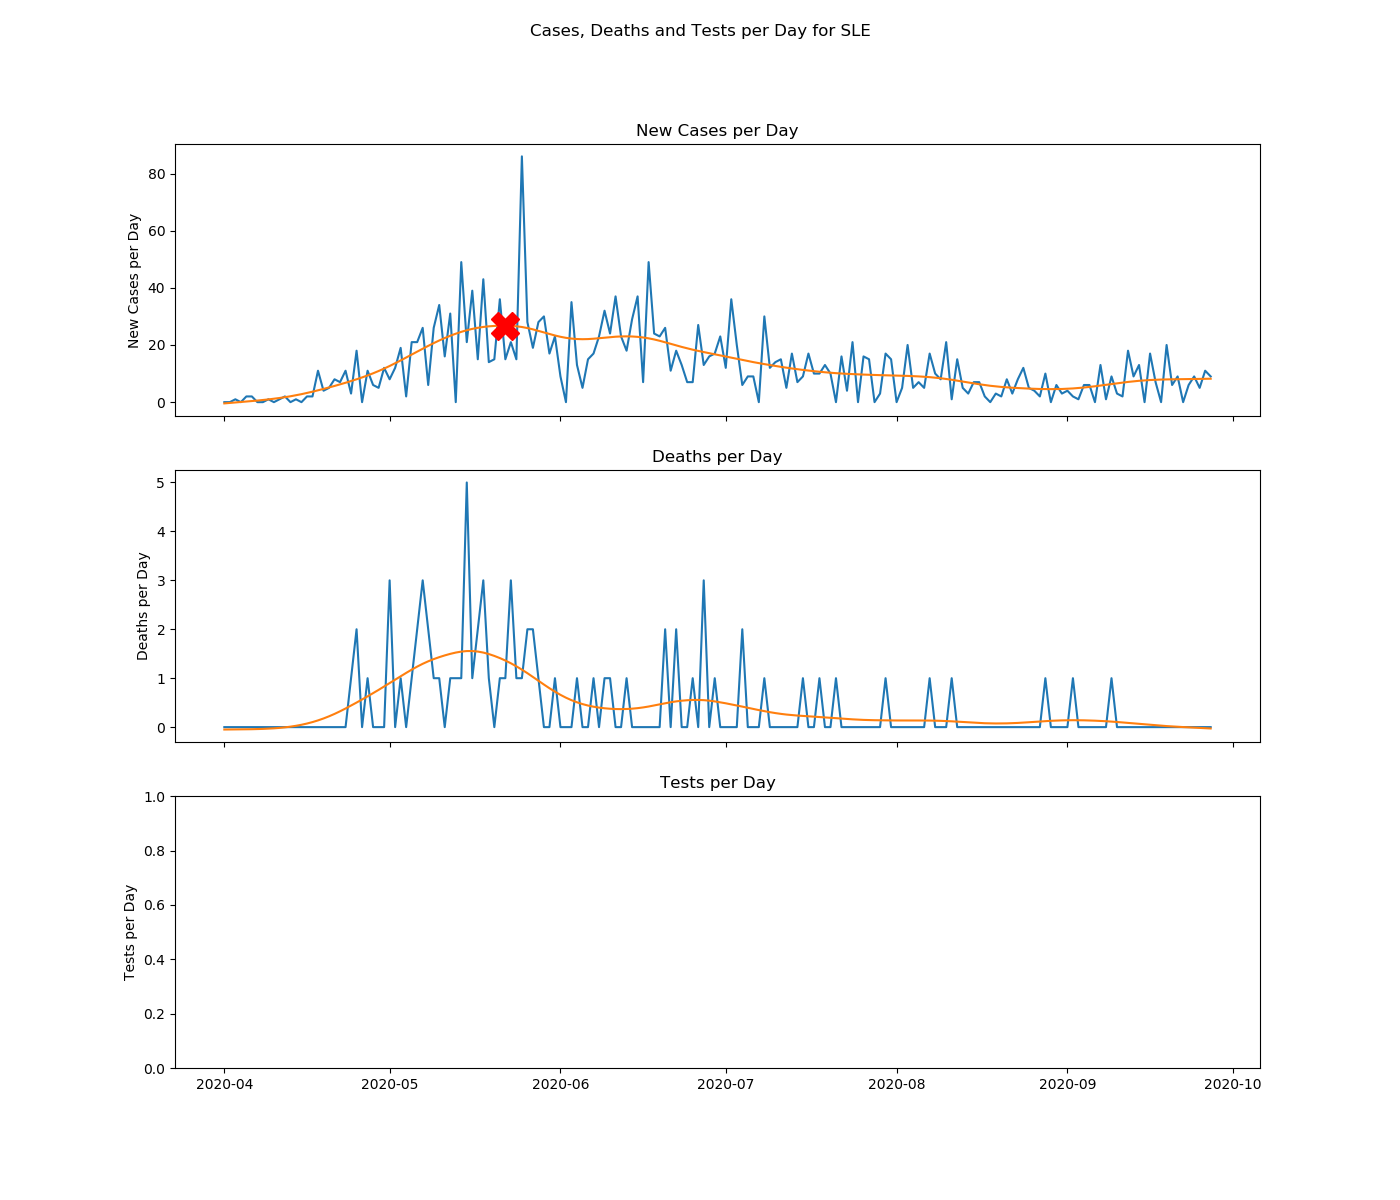 Cases, Deaths and Tests per Day for SLE
New Cases per Day
New Cases per Day
80
60
40
20
0
Deaths per Day
Deaths per Day
5
4
3
2
1
0
Tests per Day
Tests per Day
1.0
0.8
0.6
0.4
0.2
0.0
2020-04 2020-05 2020-06 2020-07 2020-08 2020-09 2020-10